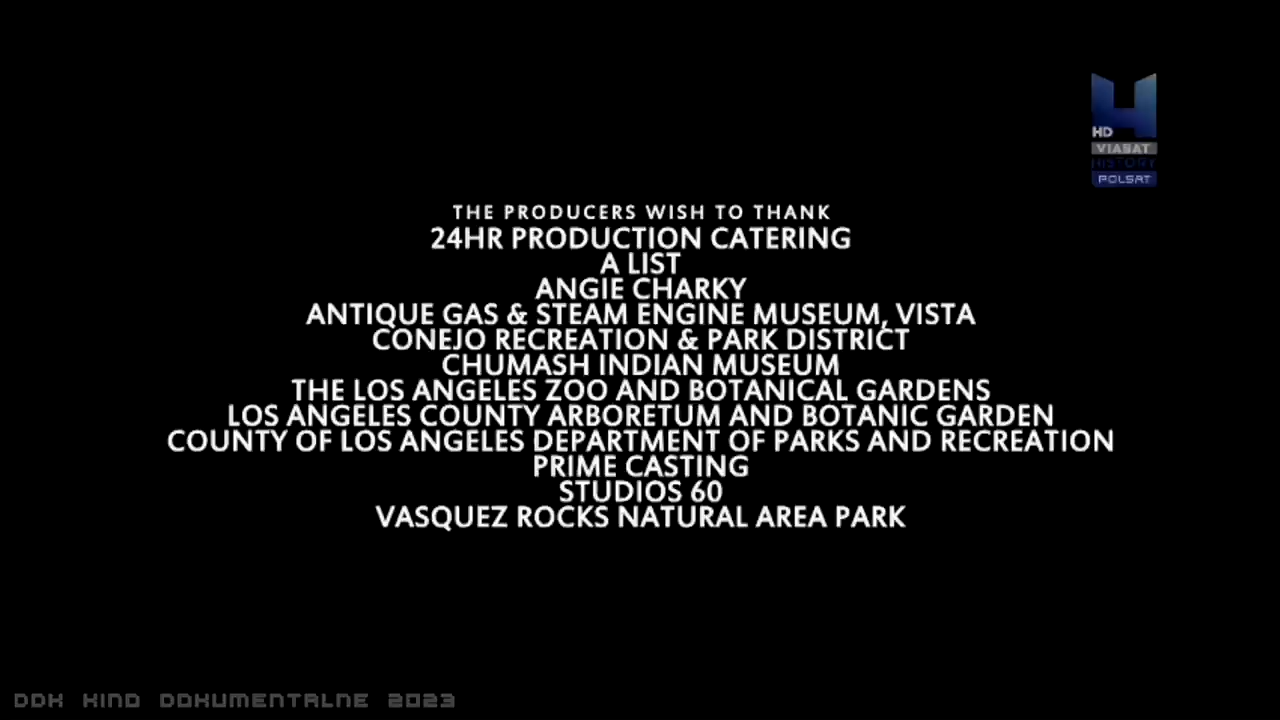 HD
VIASAT
HISTORY
POLSAT
THE PRODUCERS WISH TO THANK
24HR PRODUCTION CATERING
A LIST
ANGIE CHARKY
ANTIQUE GAS & STEAM ENGINE MUSEUM, VISTA
CONEJO RECREATION & PARK DISTRICT
CHUMASH INDIAN MUSEUM
THE LOS ANGELES ZOO AND BOTANICAL GARDENS
LOS ANGELES COUNTY ARBORETUM AND BOTANIC GARDEN
COUNTY OF LOS ANGELES DEPARTMENT OF PARKS AND RECREATION
PRIME CASTING
STUDIOS 60
VASQUEZ ROCKS NATURAL AREA PARK
DDK KINO DOKUMENTALNE 2023